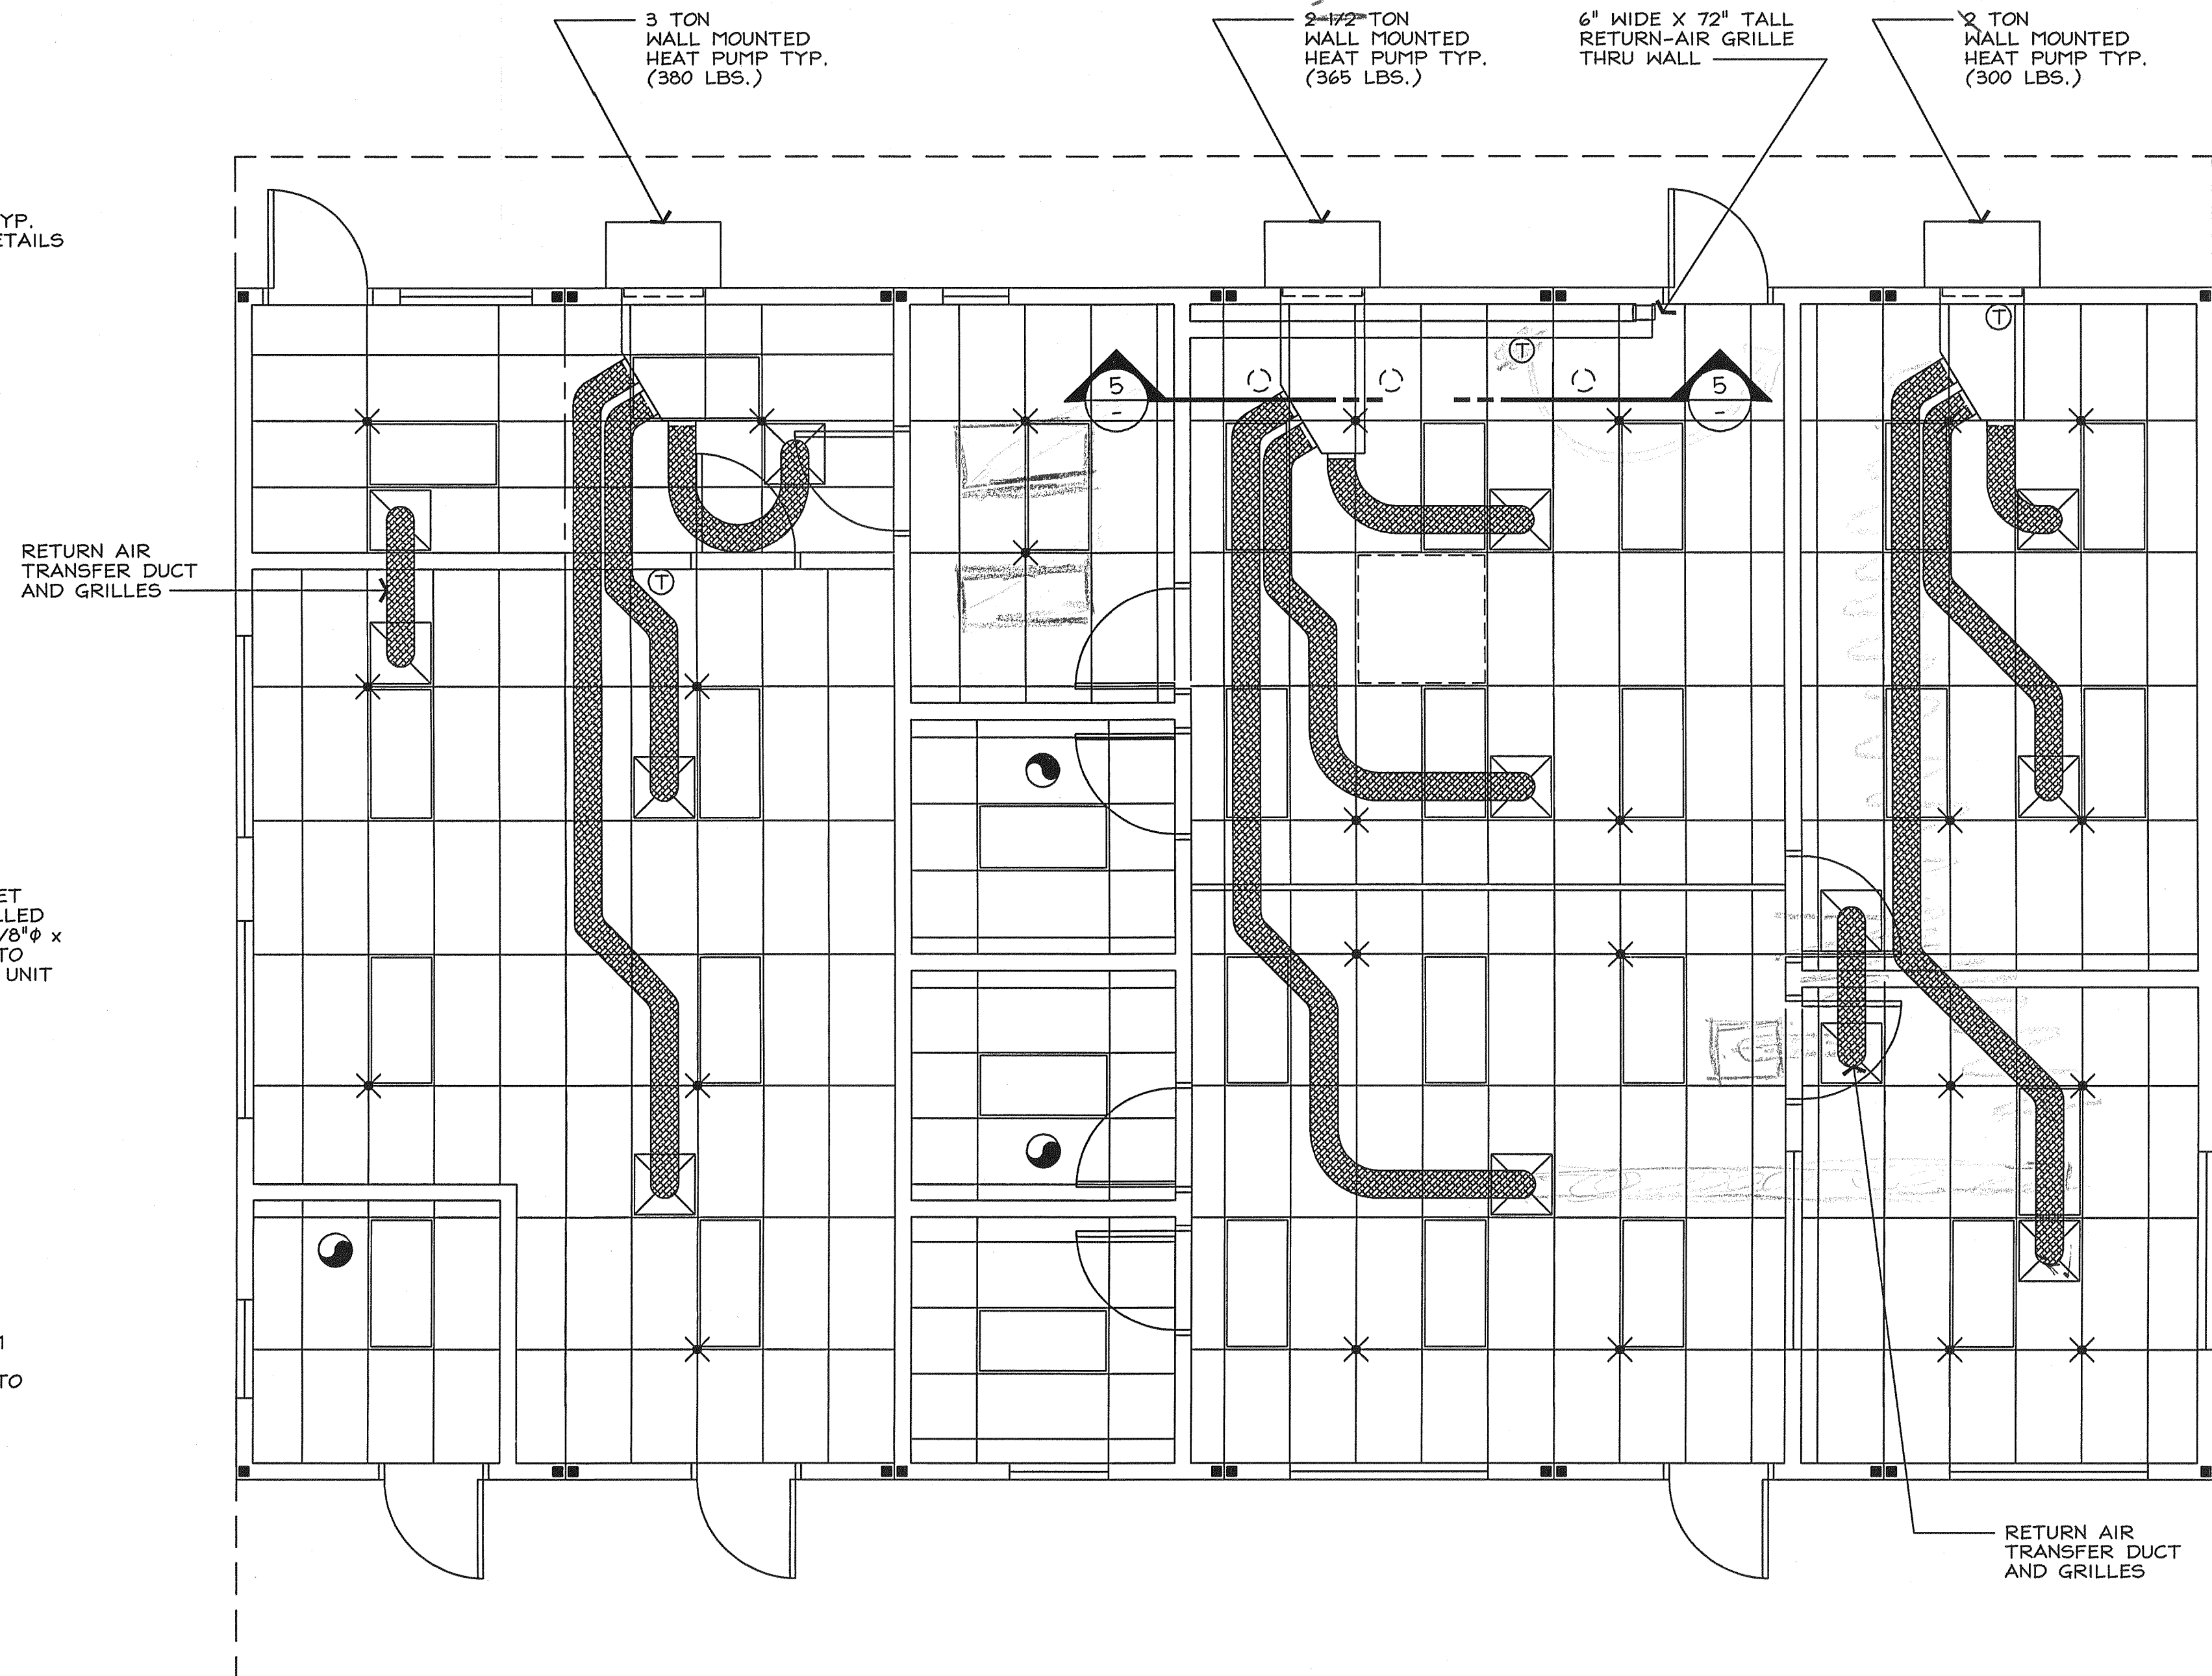 3 TON
WALL MOUNTED
HEAT PUMP TYP.
(380 LBS.)
2-1/2 TON
WALL MOUNTED
HEAT PUMP TYP.
(365 LBS.)
6" WIDE X 72" TALL
RETURN-AIR GRILLE
THRU WALL
2 TON
WALL MOUNTED
HEAT PUMP TYP.
(300 LBS.)
YP.
ETAILS
T
T
5
-
5
-
RETURN AIR
TRANSFER DUCT
AND GRILLES
T
ET
LLED
/8"ϕ x
TO
UNIT
TO
RETURN AIR
TRANSFER DUCT
AND GRILLES